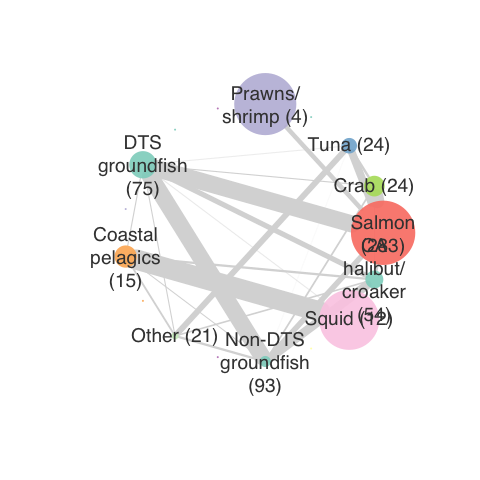 Prawns/
shrimp (4)
DTS
groundfish
(75)
Tuna (24)
Crab (24)
Salmon
Coastal
pelagics
(15)
halibut/
croaker
(54)
Squid (12)
Other (21)
Non-DTS
groundfish
(93)